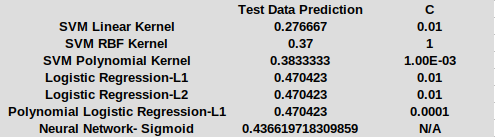 Test Data Prediction C
SVM Linear Kernel 0.276667 0.01
SVM RBF Kernel 0.37 1
SVM Polynomial Kernel 0.3833333 1.00E-03
Logistic Regression-L1 0.470423 0.01
Logistic Regression-L2 0.470423 0.01
Polynomial Logistic Regression-L1 0.470423 0.0001
Neural Network- Sigmoid 0.436619718309859 N/A